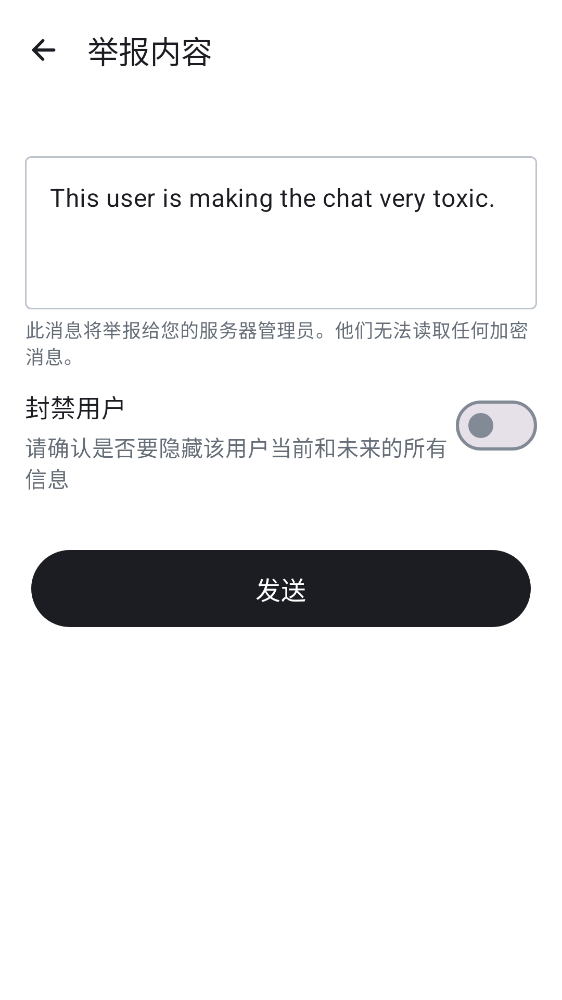 举报内容
This user is making the chat very toxic.
此消息将举报给您的服务器管理员。他们无法读取任何加密
消息。
封禁用户
请确认是否要隐藏该用户当前和未来的所有
信息
发送